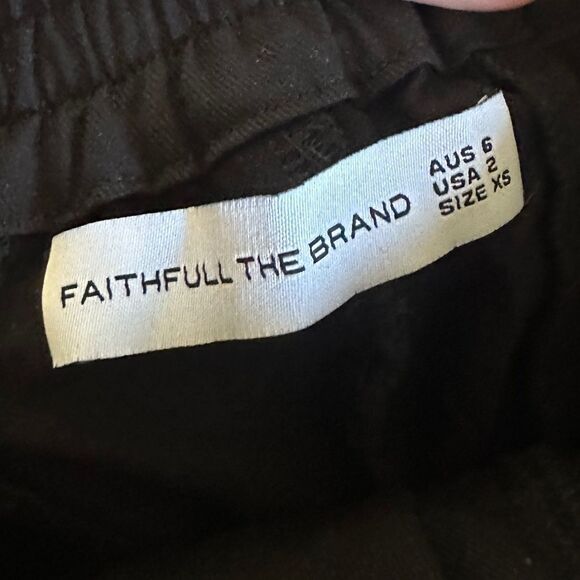 FAITHFULL THE BRAND
AUS 6
USA 2
SIZE XS